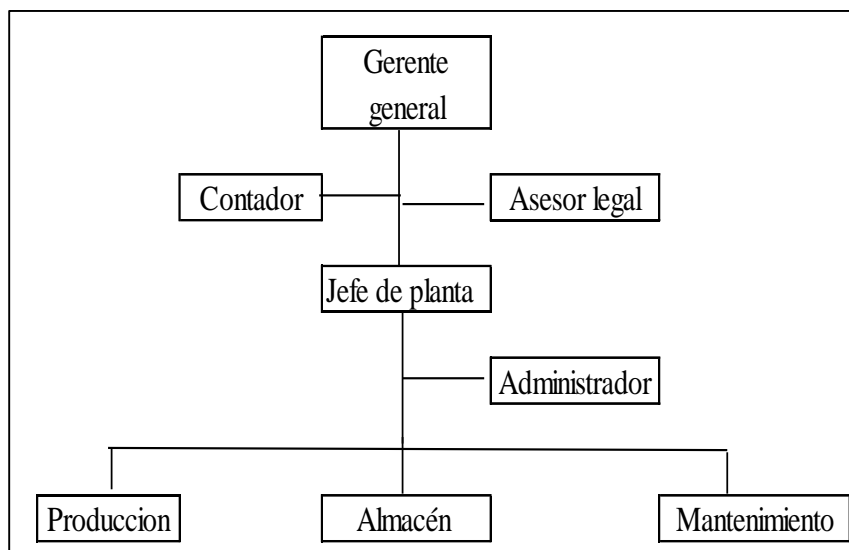 Gerente
general
Contador
Asesor legal
Jefe de planta
Administrador
Produccion
Almacén
Mantenimiento